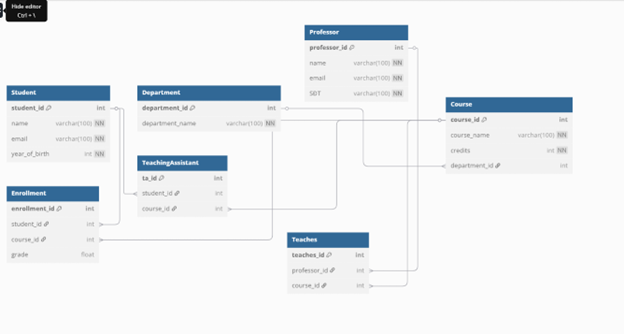 Hide editor
Ctrl + \
Professor
professor_id int
name varchar(100) NN
email varchar(100) NN
SĐT varchar(100) NN
Student
student_id int
name varchar(100) NN
email varchar(100) NN
year_of_birth int NN
Department
department_id int
department_name varchar(100) NN
Course
course_id int
course_name varchar(100) NN
credits int NN
department_id int
TeachingAssistant
ta_id int
student_id int
course_id int
Enrollment
enrollment_id int
student_id int
course_id int
grade float
Teaches
teaches_id int
professor_id int
course_id int